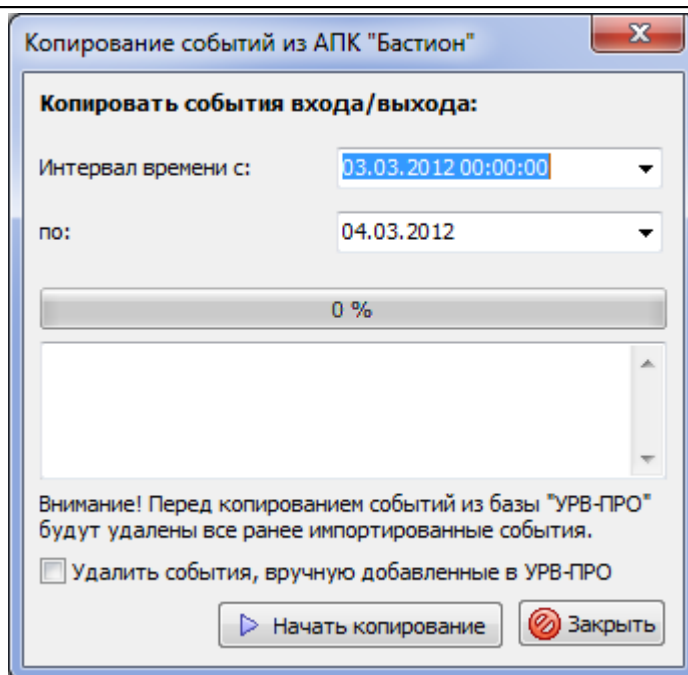 Копирование событий из АПК "Бастион"
Копировать события входа/выхода:
Интервал времени с: 03.03.2012 00:00:00
по: 04.03.2012
0 %
Внимание! Перед копированием событий из базы "УРВ-ПРО"
будут удалены все ранее импортированные события.
Удалить события, вручную добавленные в УРВ-ПРО
Начать копирование Закрыть